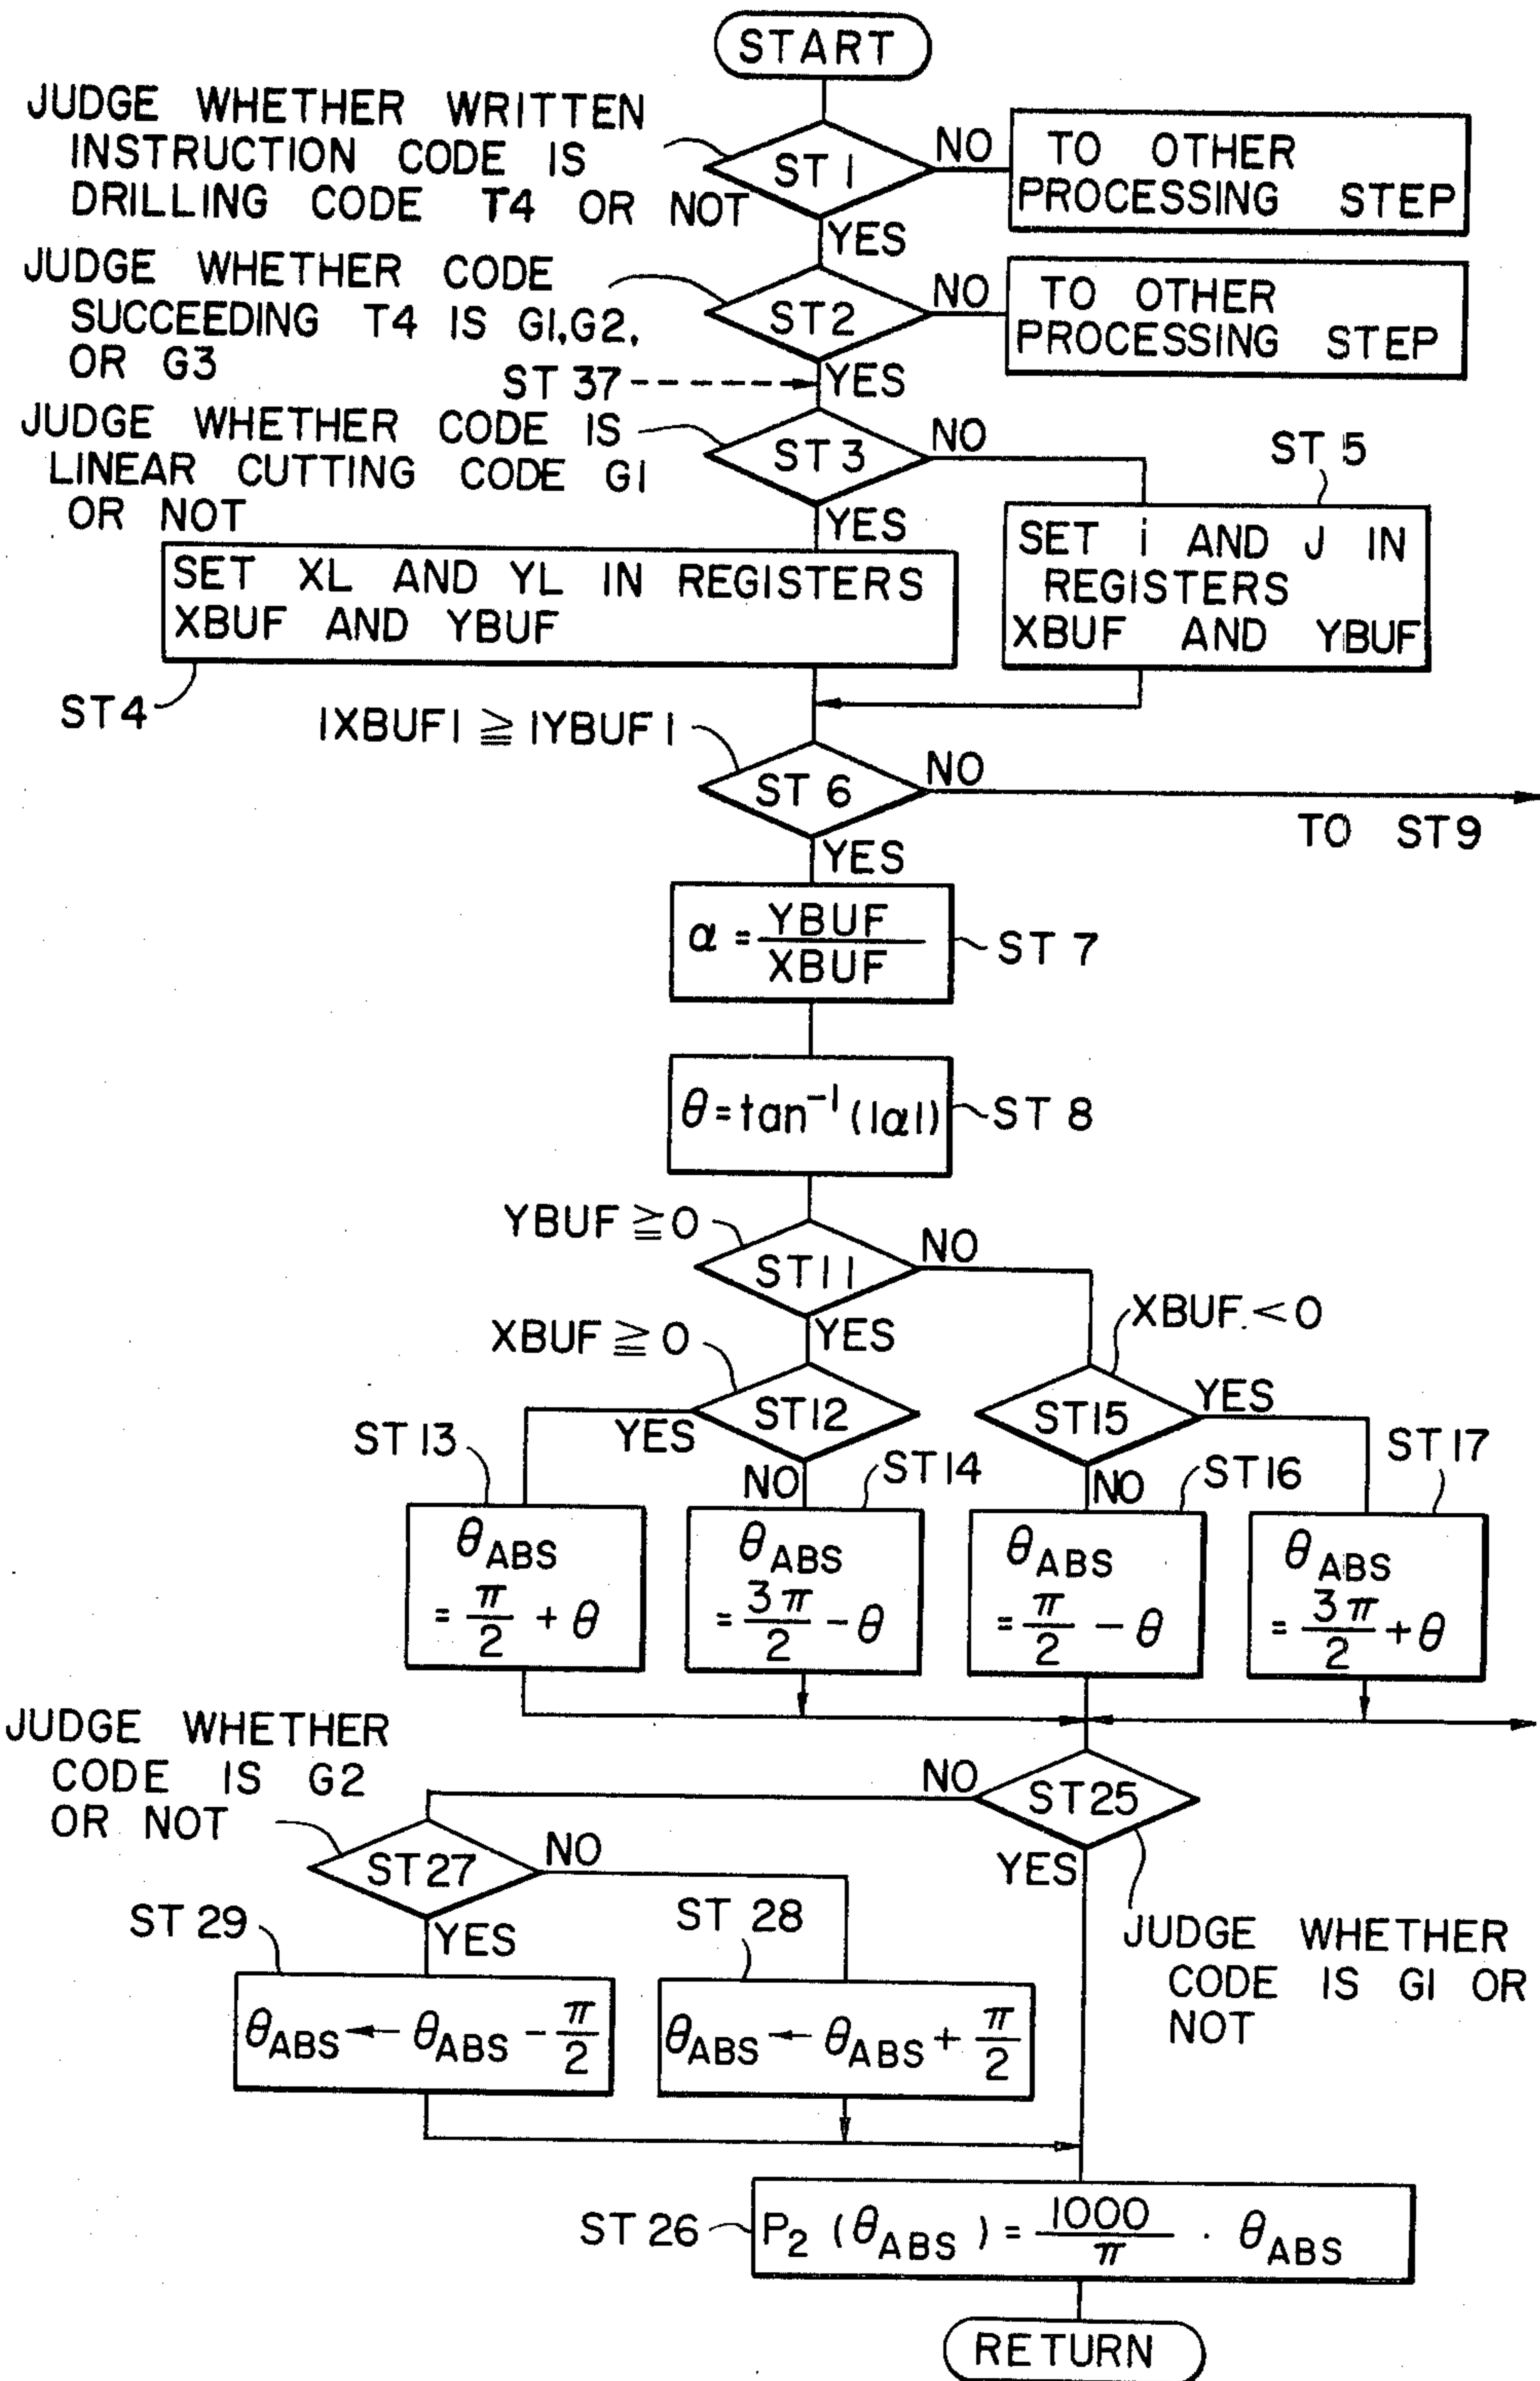 START
JUDGE WHETHER WRITTEN
INSTRUCTION CODE IS
DRILLING CODE T4 OR NOT
ST 1
NO
TO OTHER
PROCESSING STEP
YES
JUDGE WHETHER CODE
SUCCEEDING T4 IS G1,G2,
OR G3
ST2
NO
TO OTHER
PROCESSING STEP
ST 37
YES
JUDGE WHETHER CODE IS
LINEAR CUTTING CODE G1
OR NOT
ST 3
NO
ST 5
YES
SET XL AND YL IN REGISTERS
XBUF AND YBUF
SET i AND J IN
REGISTERS
XBUF AND YBUF
ST4
|XBUF| ≧ |YBUF|
ST 6
NO
TO ST9
YES
α = YBUF / XBUF
ST 7
θ = tan⁻¹ (|α|)
ST 8
YBUF ≧ 0
ST11
NO
YES
XBUF ≧ 0
XBUF. < 0
ST12
YES
NO
ST15
YES
NO
ST 13
ST14
ST16
ST 17
θABS
= π/2 + θ
θABS
= 3π/2 - θ
θABS
= π/2 - θ
θABS
= 3π/2 + θ
JUDGE WHETHER
CODE IS G2
OR NOT
NO
ST25
YES
ST27
NO
YES
JUDGE WHETHER
CODE IS G1 OR
NOT
ST 29
ST 28
θABS ← θABS - π/2
θABS ← θABS + π/2
ST 26
P₂ (θABS) = 1000/π · θABS
RETURN